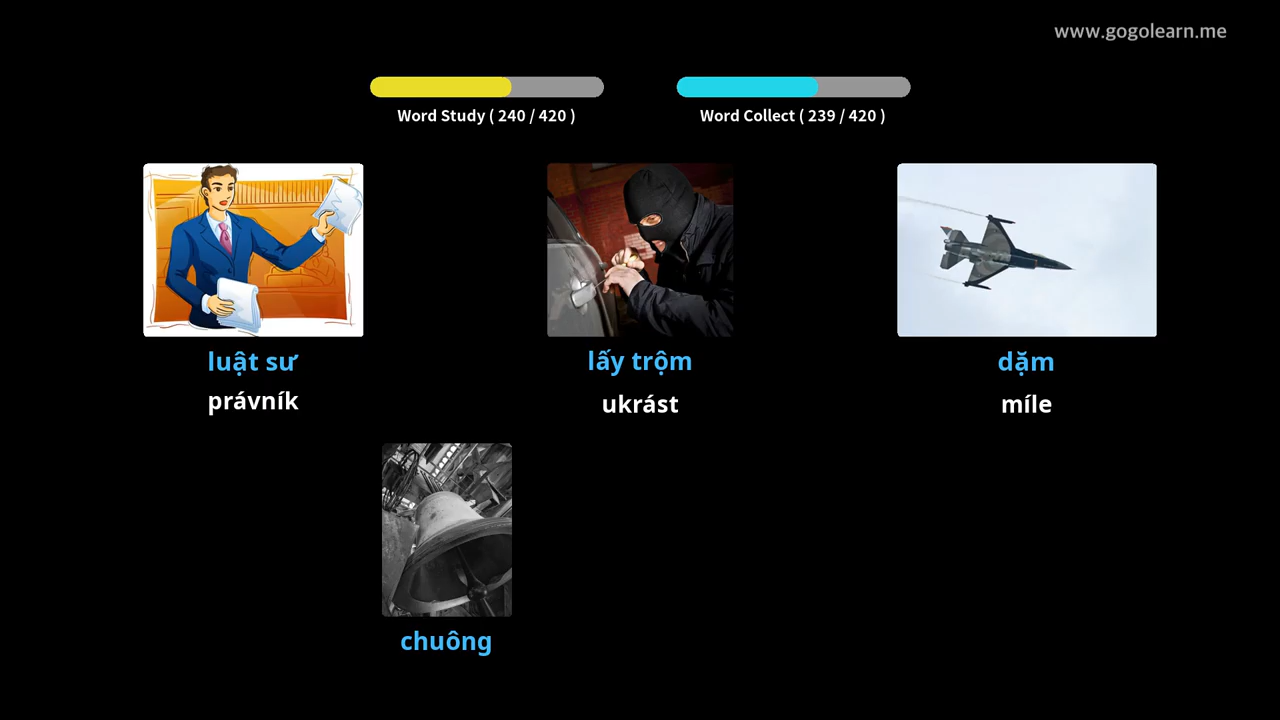 www.gogolearn.me
Word Study ( 240 / 420 )
Word Collect ( 239 / 420 )
luật sư
právník
lấy trộm
ukrást
dặm
míle
chuông